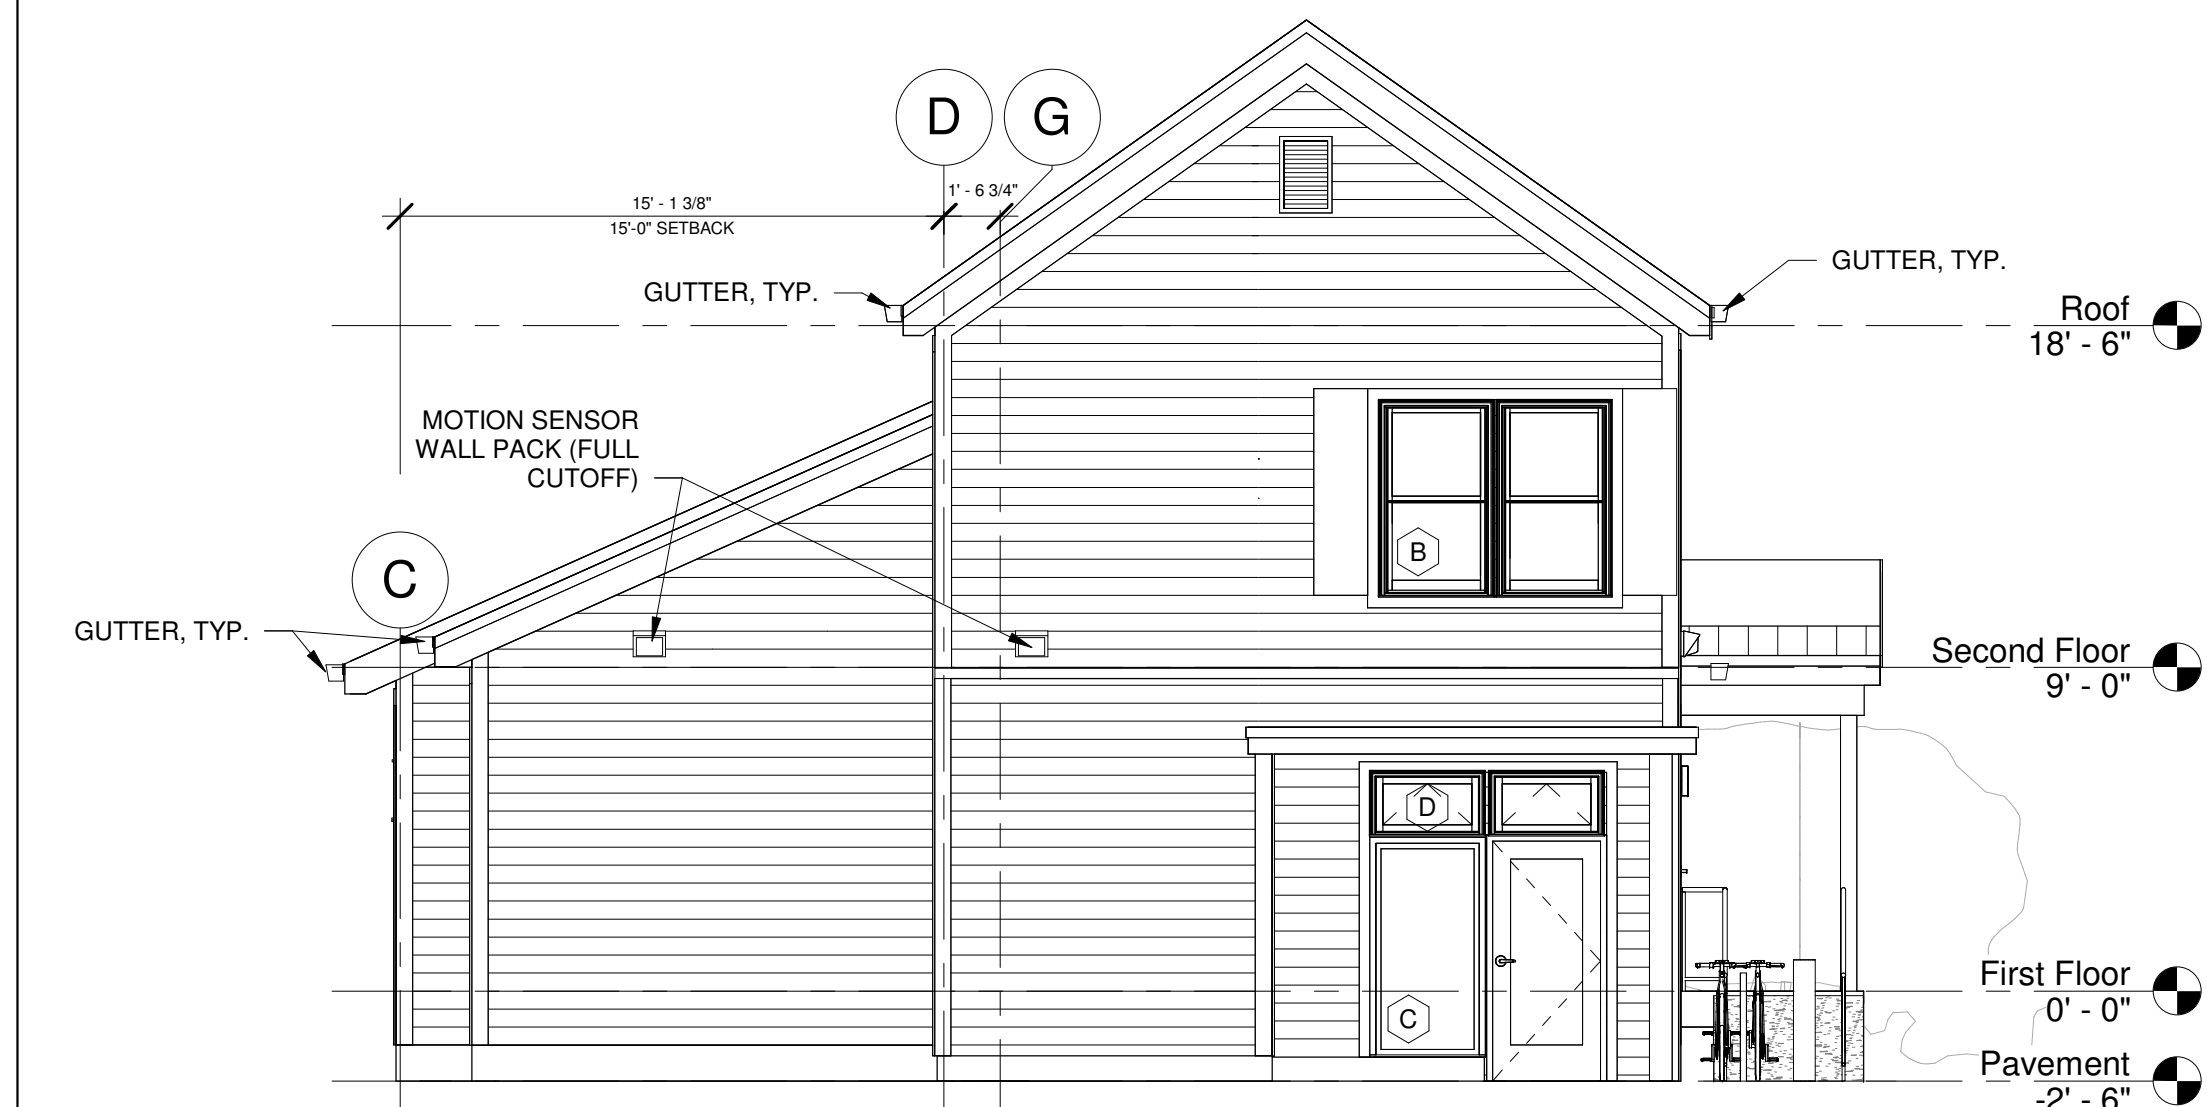 D
G
15' - 1 3/8"
1' - 6 3/4"
15'-0" SETBACK
GUTTER, TYP.
GUTTER, TYP.
Roof
18' - 6"
MOTION SENSOR
WALL PACK (FULL
CUTOFF)
B
C
GUTTER, TYP.
Second Floor
9' - 0"
D
C
First Floor
0' - 0"
Pavement
-2' - 6"